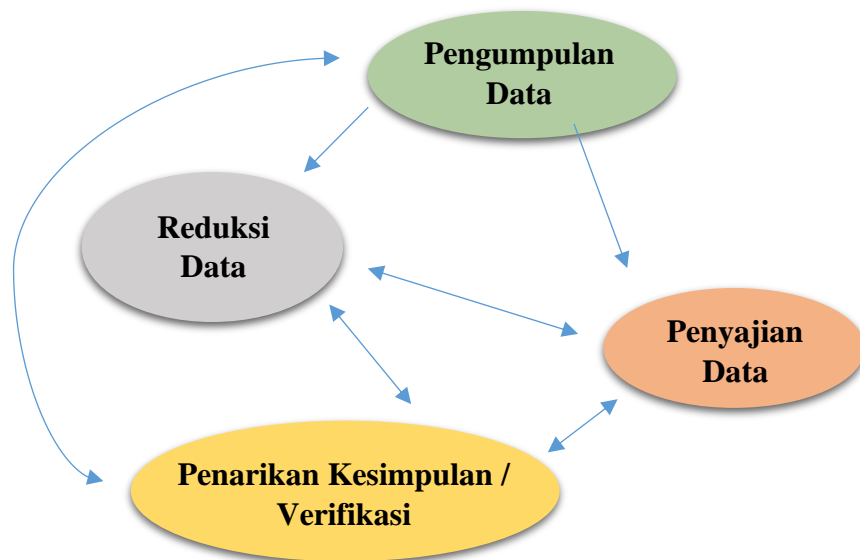 Pengumpulan
Data
Reduksi
Data
Penyajian
Data
Penarikan Kesimpulan /
Verifikasi